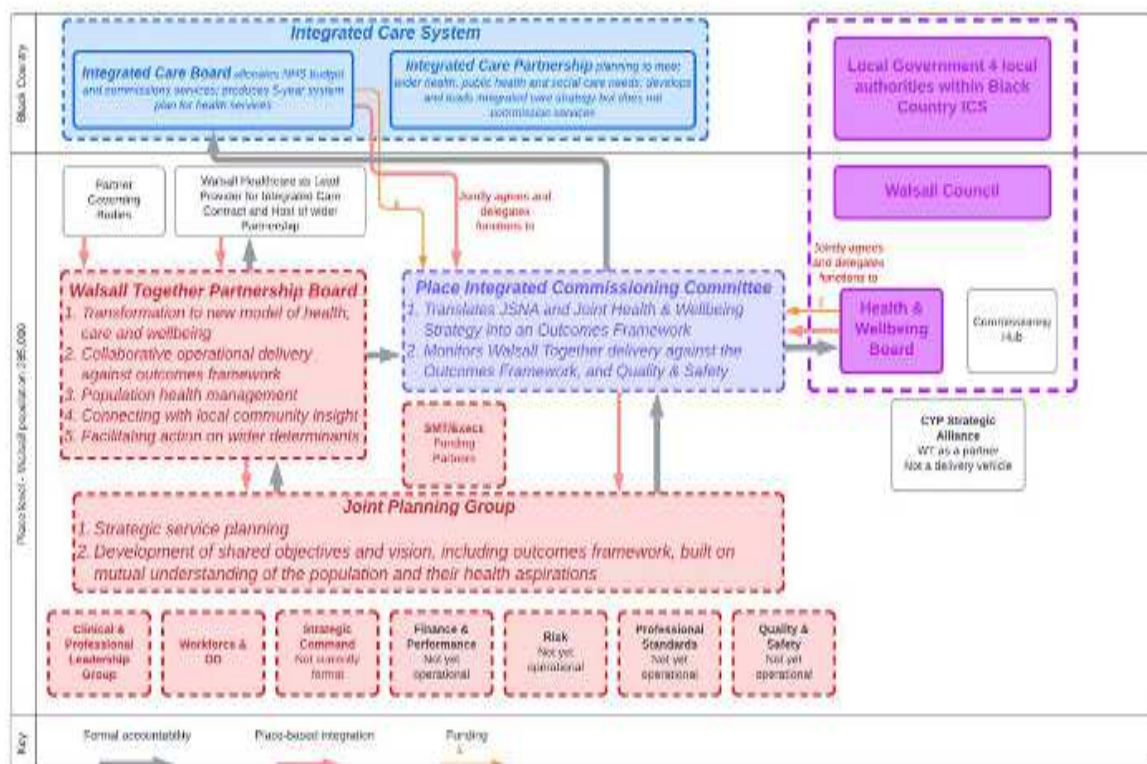 Black Country
Integrated Care System
Integrated Care Board allocates NHS budget
and commissions services; produces 5-year system
plan for health services
Integrated Care Partnership planning to meet
wider health, public health and social care needs; develops
and leads integrated care strategy but does not
commission services
Local Government 4 local
authorities within Black
Country ICS
Place level - Walsall population 285,000
Partner
Governing
Bodies
Walsall Healthcare as Lead
Provider for Integrated Care
Contract and Host of wider
Partnership
£
Jointly agrees and
delegates
functions to
Walsall Council
Jointly agrees
and delegates
functions to
£
Walsall Together Partnership Board
1. Transformation to new model of health,
care and wellbeing
2. Collaborative operational delivery
against outcomes framework
3. Population health management
4. Connecting with local community insight
5. Facilitating action on wider determinants
Place Integrated Commissioning Committee
1. Translates JSNA and Joint Health & Wellbeing
Strategy into an Outcomes Framework
2. Monitors Walsall Together delivery against the
Outcomes Framework, and Quality & Safety
Health &
Wellbeing
Board
Commissioning
Hub
SMT/Execs
Funding
Partners
CYP Strategic
Alliance
WT as a partner
Not a delivery vehicle
Joint Planning Group
1. Strategic service planning
2. Development of shared objectives and vision, including outcomes framework, built on
mutual understanding of the population and their health aspirations
Clinical &
Professional
Leadership
Group
Workforce &
OD
Strategic
Command
Not currently
format
Finance &
Performance
Not yet
operational
Risk
Not yet
operational
Professional
Standards
Not yet
operational
Quality &
Safety
Not yet
operational
Key
Formal accountability
Place-based integration
Funding
£